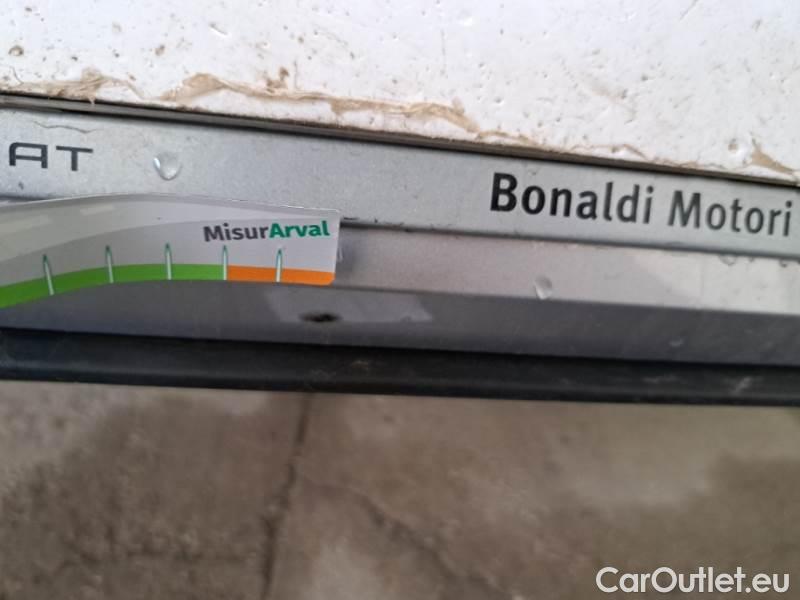 AT
Bonaldi Motori
MisurArval
CarOutlet.eu